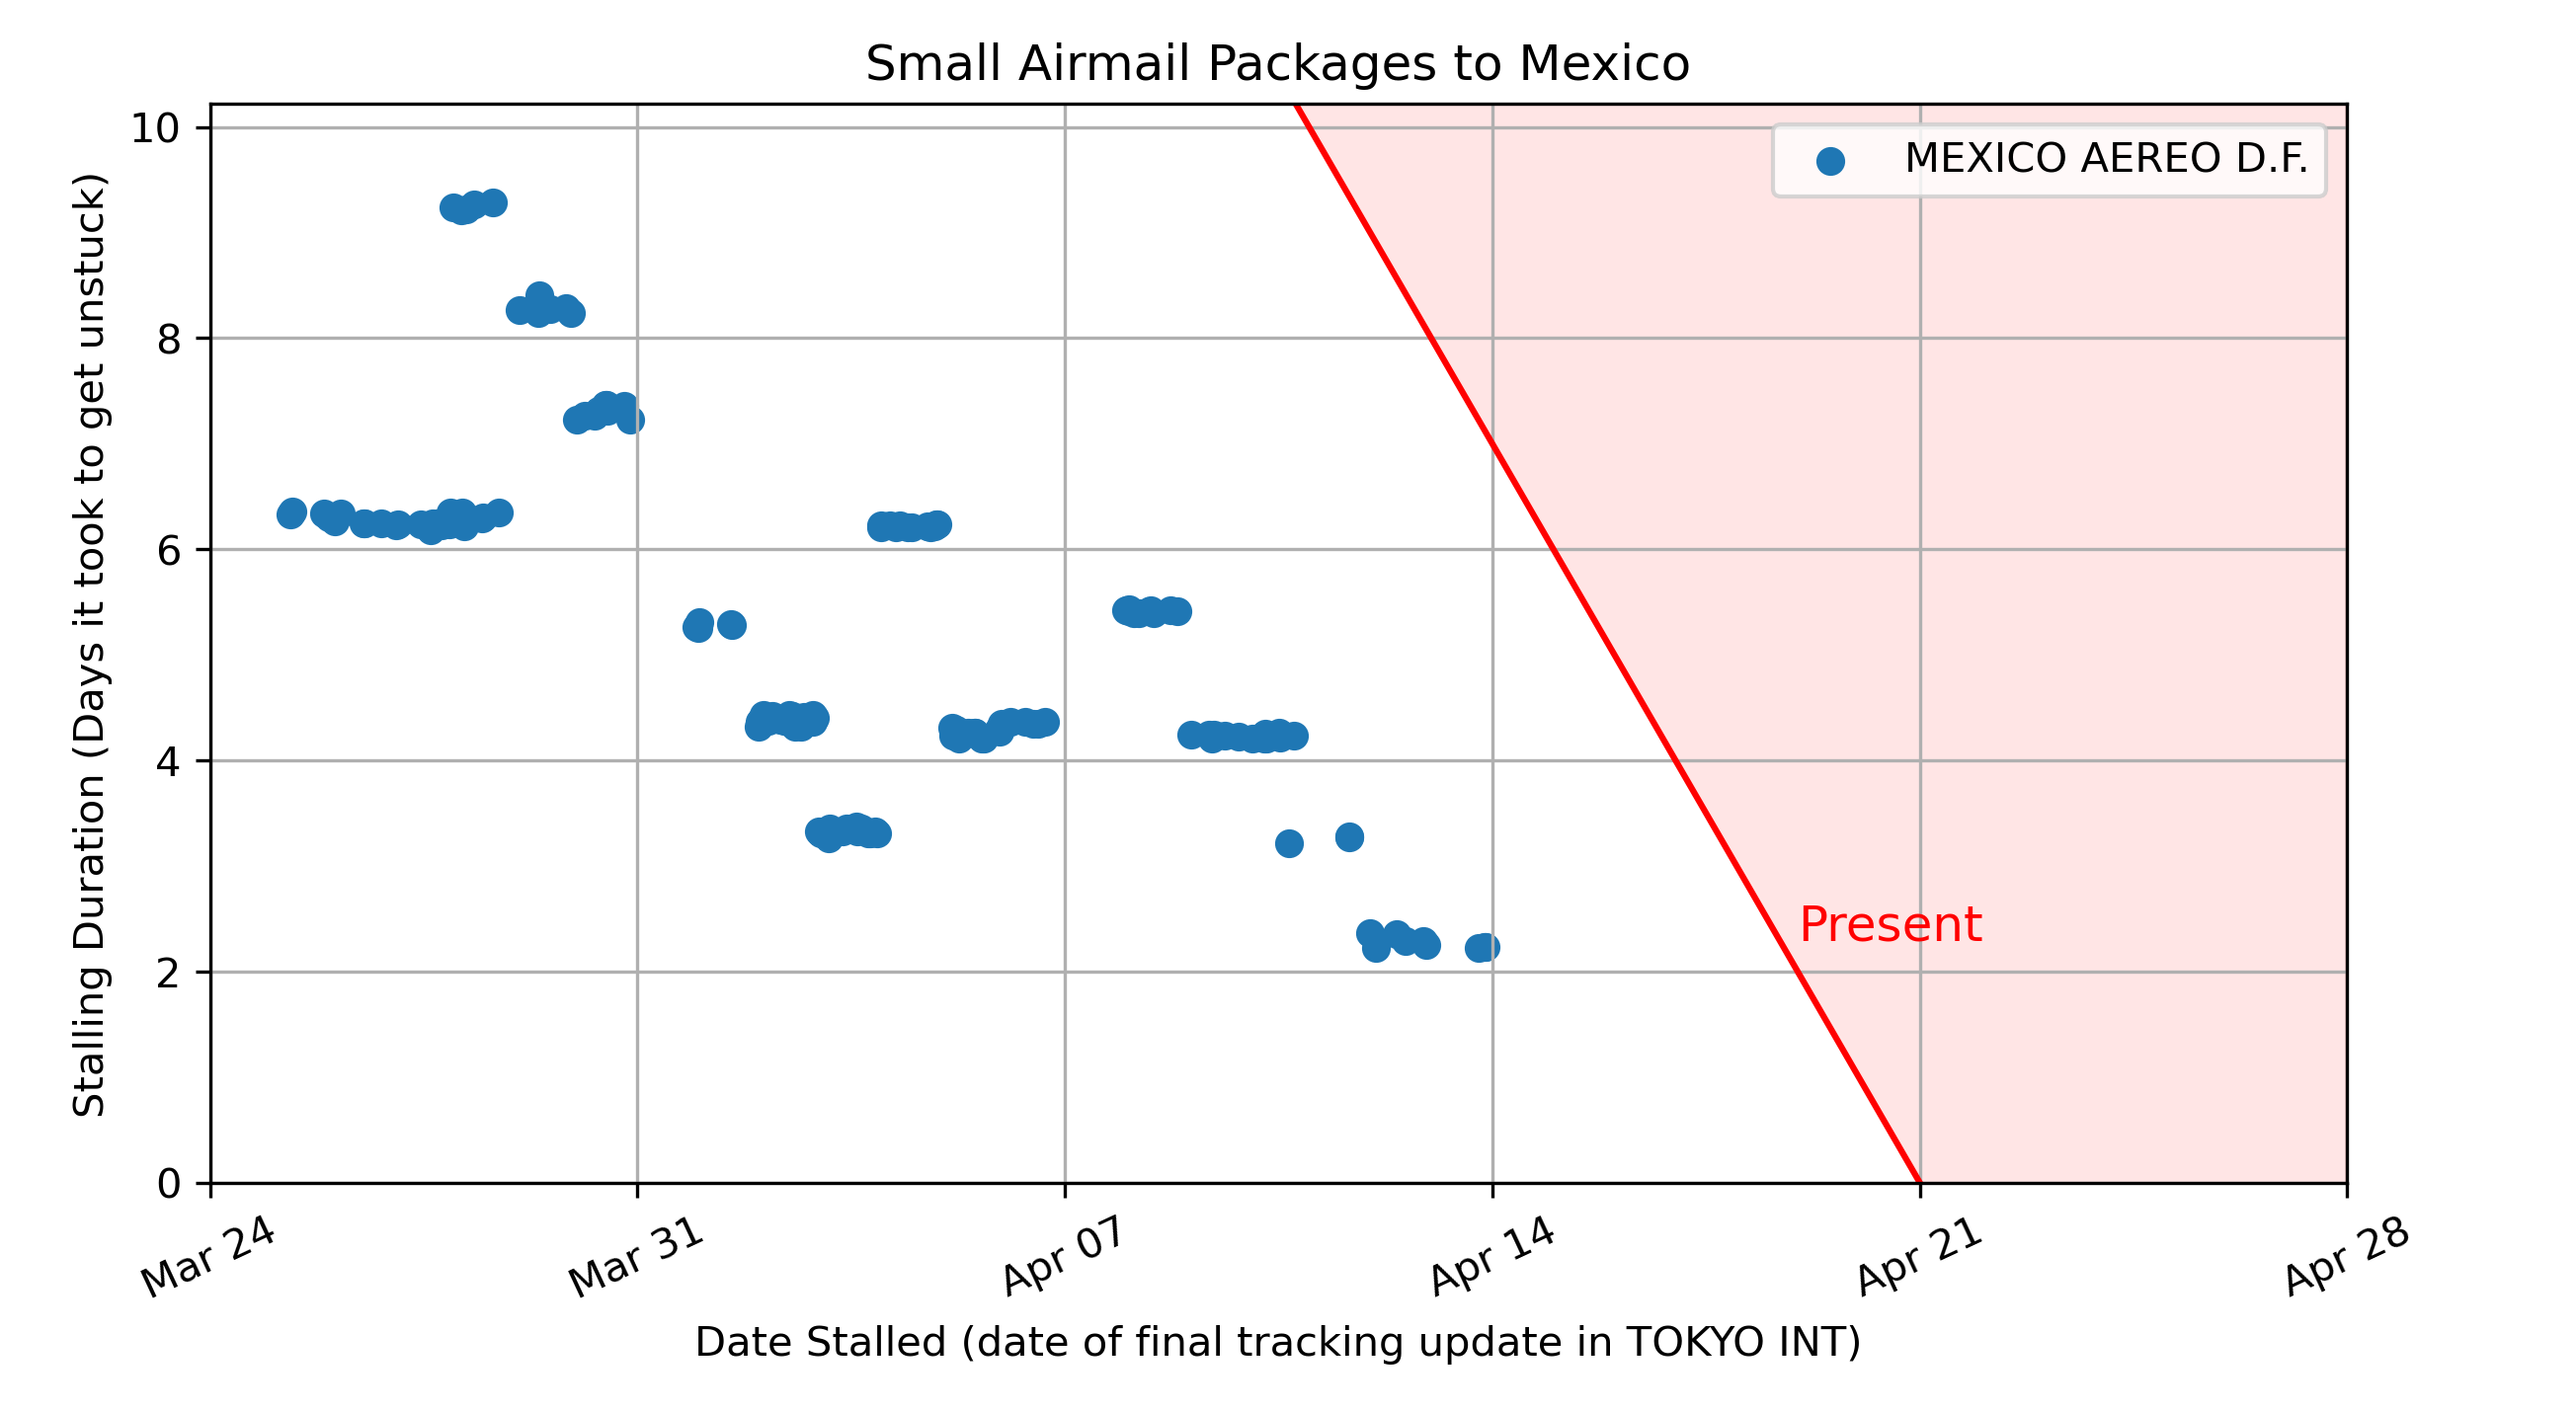 Small Airmail Packages to Mexico
MEXICO AEREO D.F.
Stalling Duration (Days it took to get unstuck)
10
8
6
4
2
0
Present
Mar 24
Mar 31
Apr 07
Apr 14
Apr 21
Apr 28
Date Stalled (date of final tracking update in TOKYO INT)